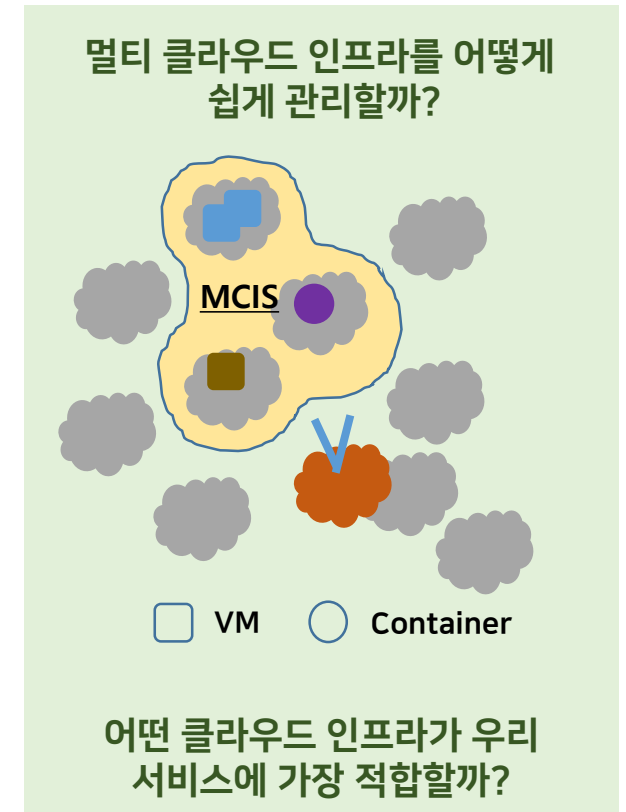 멀티 클라우드 인프라를 어떻게
쉽게 관리할까?
MCIS
VM
Container
어떤 클라우드 인프라가 우리
서비스에 가장 적합할까?